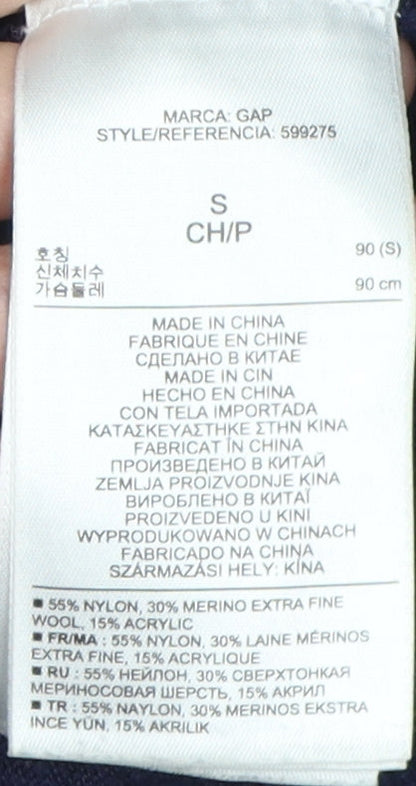 MARCA: GAP
STYLE/REFERENCIA: 599275
S
CH/P
호칭 90 (S)
신체치수
가슴둘레 90 cm
MADE IN CHINA
FABRIQUE EN CHINE
СДЕЛАНО В КИТАЕ
MADE IN CIN
HECHO EN CHINA
CON TELA IMPORTADA
ΚΑΤΑΣΚΕΥΑΣΤΗΚΕ ΣΤΗΝ ΚΙΝΑ
FABRICAT ÎN CHINA
ПРОИЗВЕДЕНО В КИТАЙ
ZEMLJA PROIZVODNJE KINA
ВИРОБЛЕНО В КИТАЇ
PROIZVEDENO U KINI
WYPRODUKOWANO W CHINACH
FABRICADO NA CHINA
SZÁRMAZÁSI HELY: KÍNA
■ 55% NYLON, 30% MERINO EXTRA FINE
WOOL, 15% ACRYLIC
■ FR/MA : 55% NYLON, 30% LAINE MÉRINOS
EXTRA FINE, 15% ACRYLIQUE
■ RU : 55% НЕЙЛОН, 30% СВЕРХТОНКАЯ
МЕРИНОСОВАЯ ШЕРСТЬ, 15% АКРИЛ
■ TR : 55% NAYLON, 30% MERINOS EKSTRA
INCE YÜN, 15% AKRILIK